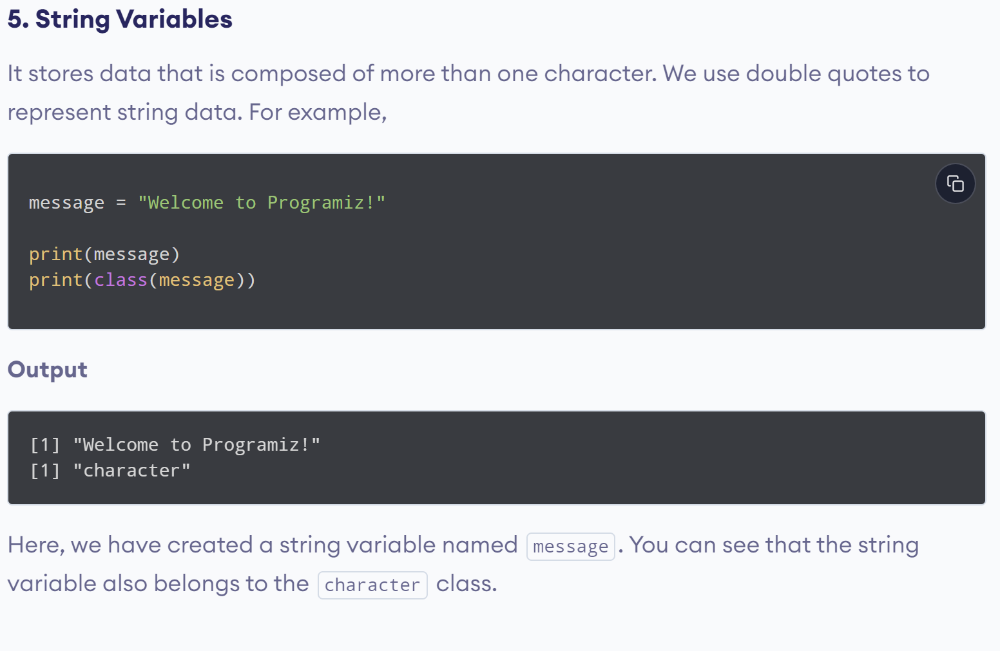 5. String Variables
It stores data that is composed of more than one character. We use double quotes to
represent string data. For example,
message = "Welcome to Programiz!"
print(message)
print(class(message))
Output
[1] "Welcome to Programiz!"
[1] "character"
Here, we have created a string variable named message. You can see that the string
variable also belongs to the character class.